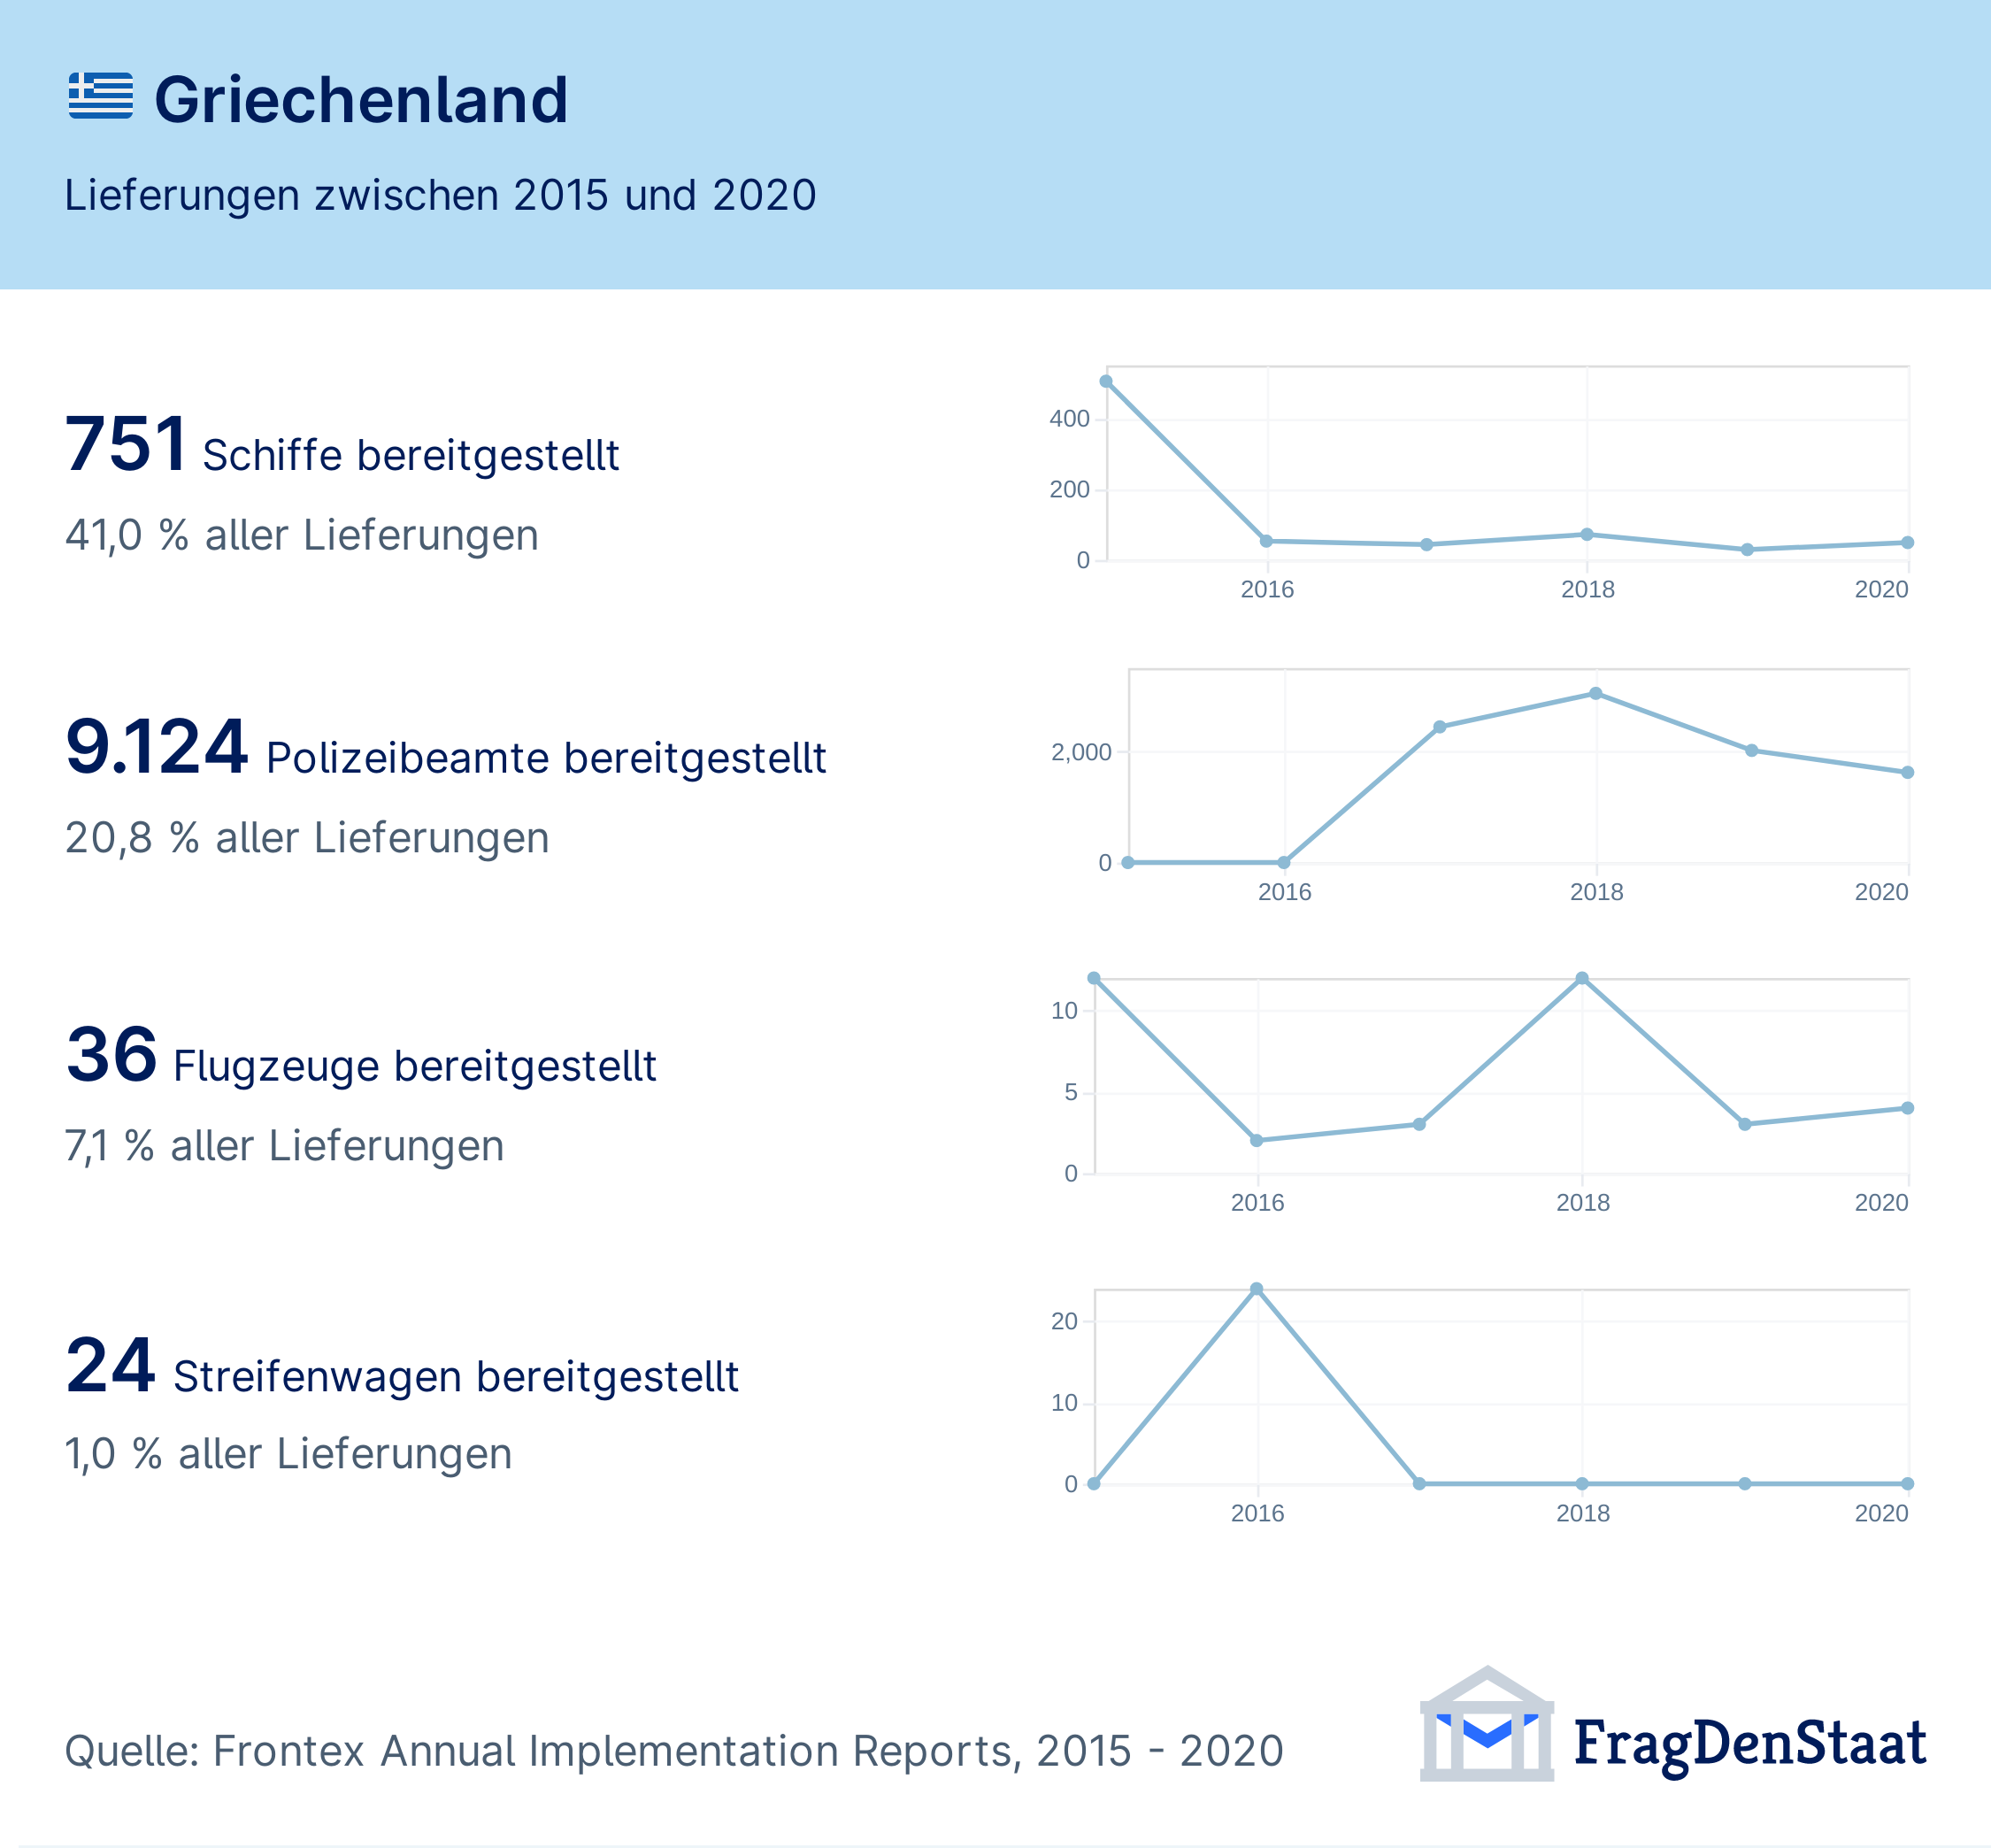 Griechenland
Lieferungen zwischen 2015 und 2020
751 Schiffe bereitgestellt
41,0 % aller Lieferungen
400
200
0
2016 2018 2020
9.124 Polizeibeamte bereitgestellt
20,8 % aller Lieferungen
2,000
0
2016 2018 2020
36 Flugzeuge bereitgestellt
7,1 % aller Lieferungen
10
5
0
2016 2018 2020
24 Streifenwagen bereitgestellt
1,0 % aller Lieferungen
20
10
0
2016 2018 2020
Quelle: Frontex Annual Implementation Reports, 2015 - 2020
FragDenStaat